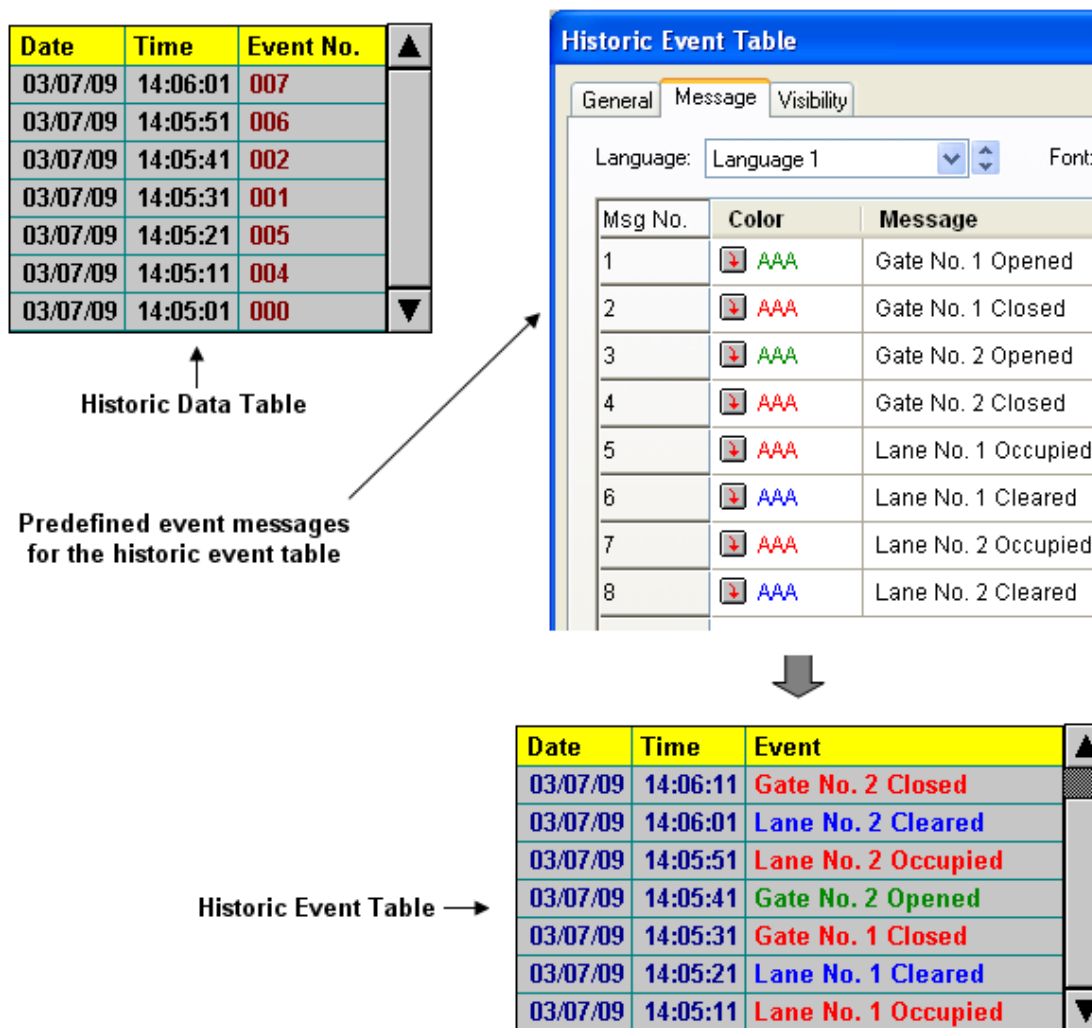 Date Time Event No.
03/07/09 14:06:01 007
03/07/09 14:05:51 006
03/07/09 14:05:41 002
03/07/09 14:05:31 001
03/07/09 14:05:21 005
03/07/09 14:05:11 004
03/07/09 14:05:01 000
Historic Data Table
Predefined event messages
for the historic event table
Historic Event Table
General Message Visibility
Language: Language 1 Font:
Msg No. Color Message
1 AAA Gate No. 1 Opened
2 AAA Gate No. 1 Closed
3 AAA Gate No. 2 Opened
4 AAA Gate No. 2 Closed
5 AAA Lane No. 1 Occupied
6 AAA Lane No. 1 Cleared
7 AAA Lane No. 2 Occupied
8 AAA Lane No. 2 Cleared
Date Time Event
03/07/09 14:06:11 Gate No. 2 Closed
03/07/09 14:06:01 Lane No. 2 Cleared
03/07/09 14:05:51 Lane No. 2 Occupied
03/07/09 14:05:41 Gate No. 2 Opened
03/07/09 14:05:31 Gate No. 1 Closed
03/07/09 14:05:21 Lane No. 1 Cleared
03/07/09 14:05:11 Lane No. 1 Occupied
Historic Event Table